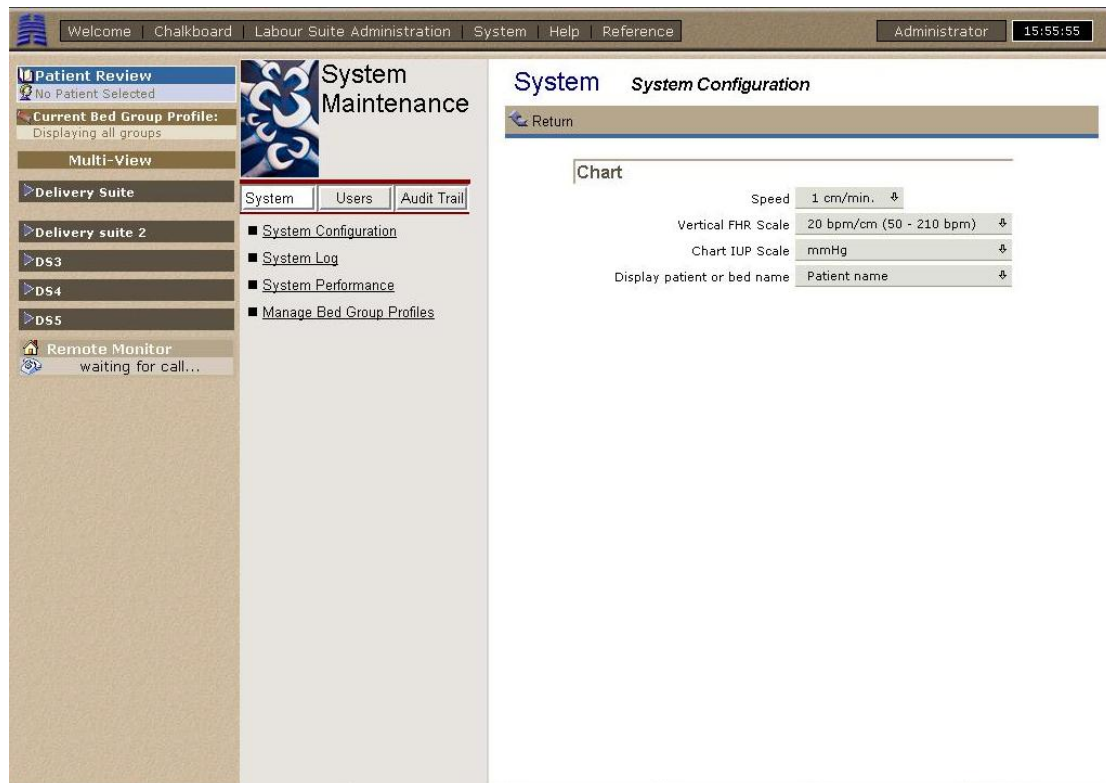 Welcome | Chalkboard | Labour Suite Administration | System | Help | Reference
Administrator
15:55:55
Patient Review
No Patient Selected
Current Bed Group Profile:
Displaying all groups
Multi-View
Delivery Suite
Delivery suite 2
DS3
DS4
DS5
Remote Monitor
waiting for call...
System
Maintenance
System
Users
Audit Trail
System Configuration
System Log
System Performance
Manage Bed Group Profiles
System System Configuration
Return
Chart
Speed 1 cm/min.
Vertical FHR Scale 20 bpm/cm (50 - 210 bpm)
Chart IUP Scale mmHg
Display patient or bed name Patient name